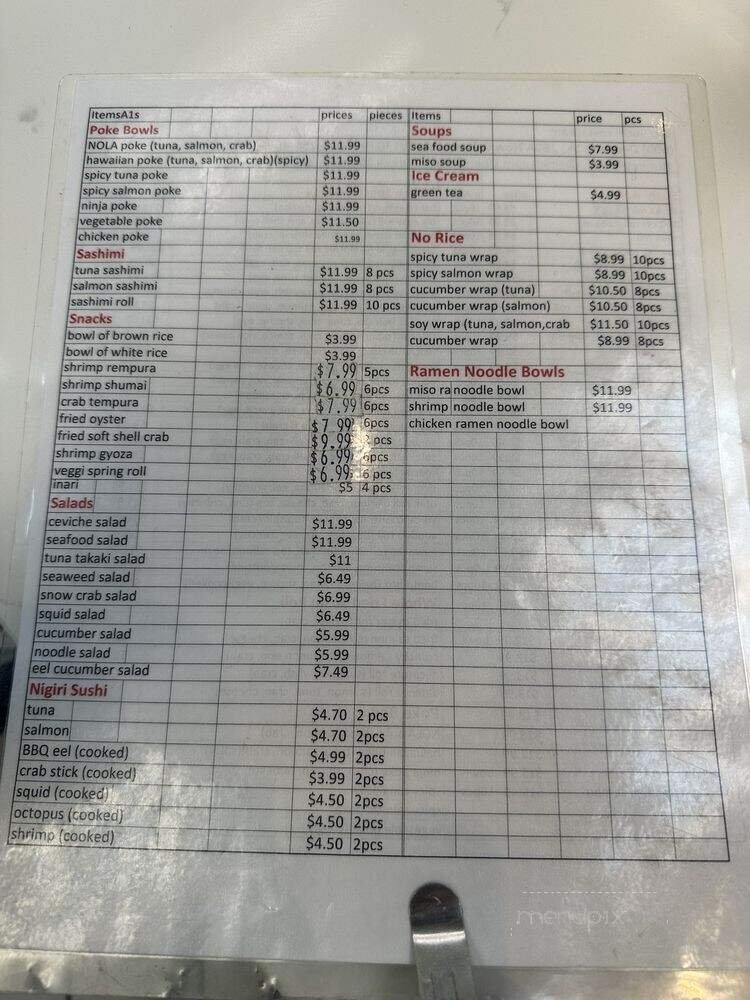 ItemsA1s prices pieces
Poke Bowls
NOLA poke (tuna, salmon, crab) $11.99
hawaiian poke (tuna, salmon, crab)(spicy) $11.99
spicy tuna poke $11.99
spicy salmon poke $11.99
ninja poke $11.99
vegetable poke $11.50
chicken poke $11.99
Sashimi
tuna sashimi $11.99 8 pcs
salmon sashimi $11.99 8 pcs
sashimi roll $11.99 10 pcs
Snacks
bowl of brown rice $3.99
bowl of white rice $3.99
shrimp rempura $7.99 5pcs
shrimp shumai $6.99 6pcs
crab tempura $7.99 6pcs
fried oyster $7.99 6pcs
fried soft shell crab $9.99 2 pcs
shrimp gyoza $6.99 6pcs
veggi spring roll $6.99 6 pcs
inari $5 4 pcs
Salads
ceviche salad $11.99
seafood salad $11.99
tuna takaki salad $11
seaweed salad $6.49
snow crab salad $6.99
squid salad $6.49
cucumber salad $5.99
noodle salad $5.99
eel cucumber salad $7.49
Nigiri Sushi
tuna $4.70 2 pcs
salmon $4.70 2pcs
BBQ eel (cooked) $4.99 2pcs
crab stick (cooked) $3.99 2pcs
squid (cooked) $4.50 2pcs
octopus (cooked) $4.50 2pcs
shrimp (cooked) $4.50 2pcs
Items price pcs
Soups
sea food soup $7.99
miso soup $3.99
Ice Cream
green tea $4.99
No Rice
spicy tuna wrap $8.99 10pcs
spicy salmon wrap $8.99 10pcs
cucumber wrap (tuna) $10.50 8pcs
cucumber wrap (salmon) $10.50 8pcs
soy wrap (tuna, salmon,crab $11.50 10pcs
cucumber wrap $8.99 8pcs
Ramen Noodle Bowls
miso ra noodle bowl $11.99
shrimp noodle bowl $11.99
chicken ramen noodle bowl
menupix